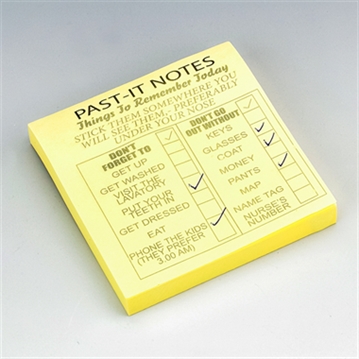 PAST-IT NOTES
Things To Remember Today
STICK THEM SOMEWHERE YOU
WILL SEE THEM, PREFERABLY
UNDER YOUR NOSE
DON'T
FORGET TO
GET UP
GET WASHED
VISIT THE
LAVATORY
PUT YOUR
TEETH IN
GET DRESSED
EAT
PHONE THE KIDS
(THEY PREFER
3.00 AM)
DON'T GO
OUT WITHOUT
KEYS
GLASSES
COAT
MONEY
PANTS
MAP
NAME TAG
NURSE'S
NUMBER